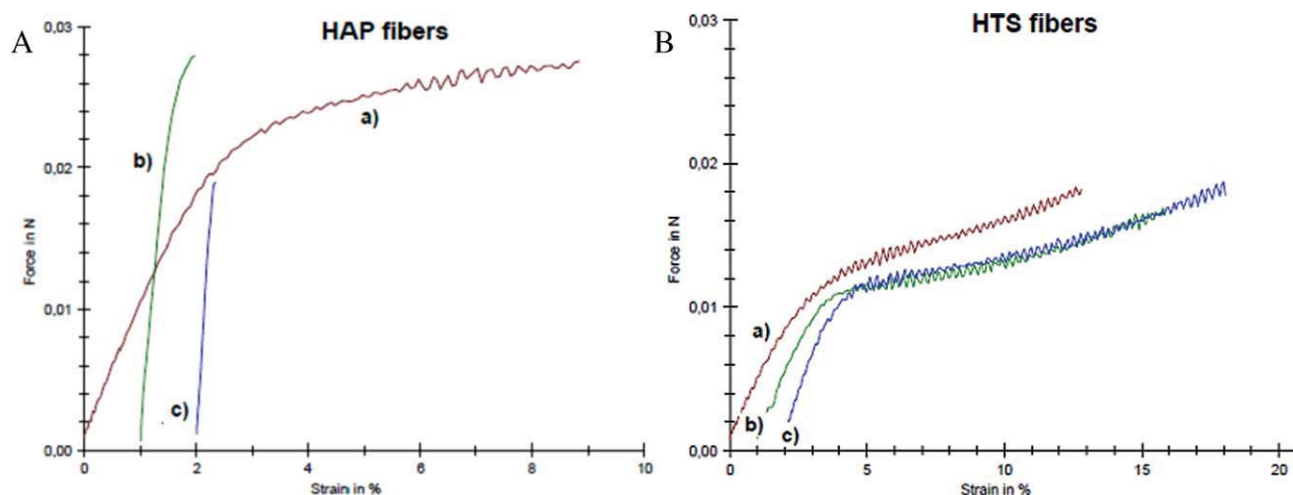 A
HAP fibers
0,03
0,02
0,01
0,00
Force in N
a)
b)
c)
0
2
4
6
8
10
Strain in %
B
HTS fibers
0,03
0,02
0,01
0,00
Force in N
a)
b)
c)
0
5
10
15
20
Strain in %